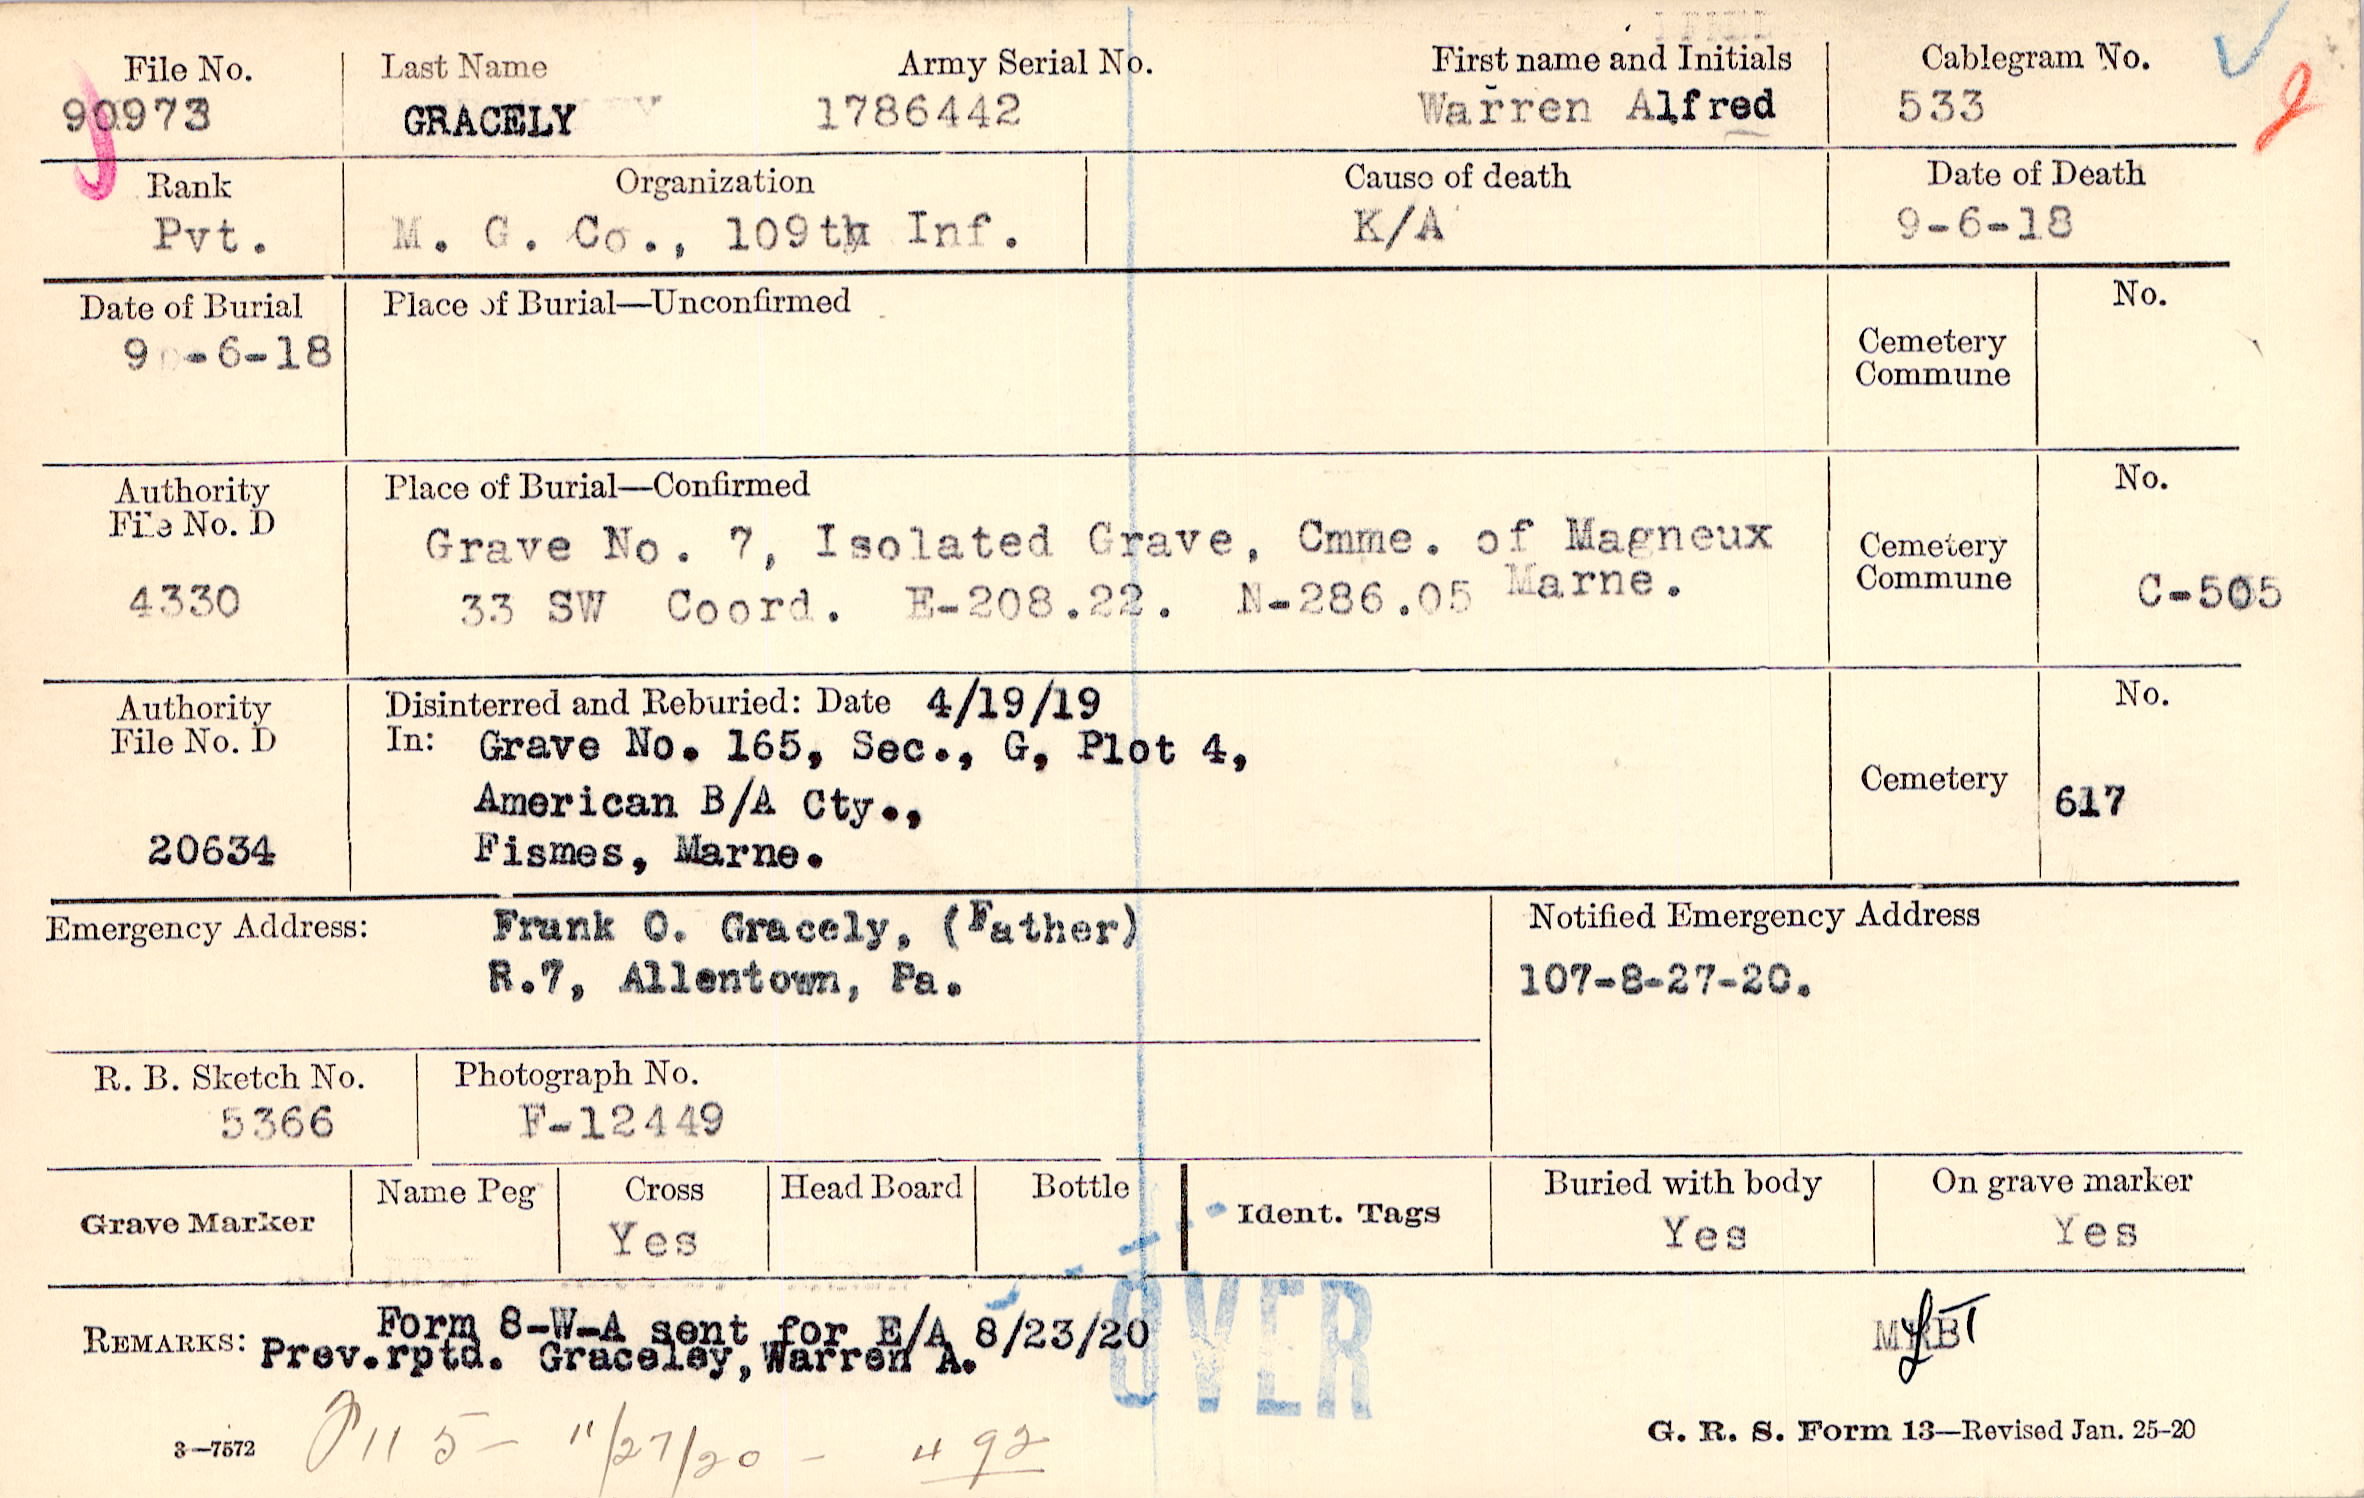 File No. Last Name Army Serial No. First name and Initials Cablegram No.
90973 GRACELY 1786442 Warren Alfred 533
Rank Organization Cause of death Date of Death
Pvt. M. G. Co., 109th Inf. K/A 9-6-18
Date of Burial Place of Burial—Unconfirmed No.
9-6-18
Cemetery
Commune
Authority Place of Burial—Confirmed No.
File No. D
Grave No. 7, Isolated Grave, Cmme. of Magneux Cemetery
4330 33 SW Coord. E-208.22. N-286.05 Marne. Commune C-505
Authority Disinterred and Reburied: Date 4/19/19 No.
File No. D In: Grave No. 165, Sec., G, Plot 4,
American B/A Cty., Cemetery 617
20634 Fismes, Marne.
Emergency Address: Frank O. Gracely, (Father) Notified Emergency Address
R.7, Allentown, Pa. 107-8-27-20.
R. B. Sketch No. Photograph No.
5366 F-12449
Grave Marker Name Peg Cross Head Board Bottle Ident. Tags Buried with body On grave marker
Yes Yes Yes
OVER
REMARKS: Form 8-W-A sent for E/A 8/23/20
Prev.rptd. Graceley, Warren A.
3—7572 115 - 11/27/20 - 492
G. R. S. Form 13—Revised Jan. 25-20